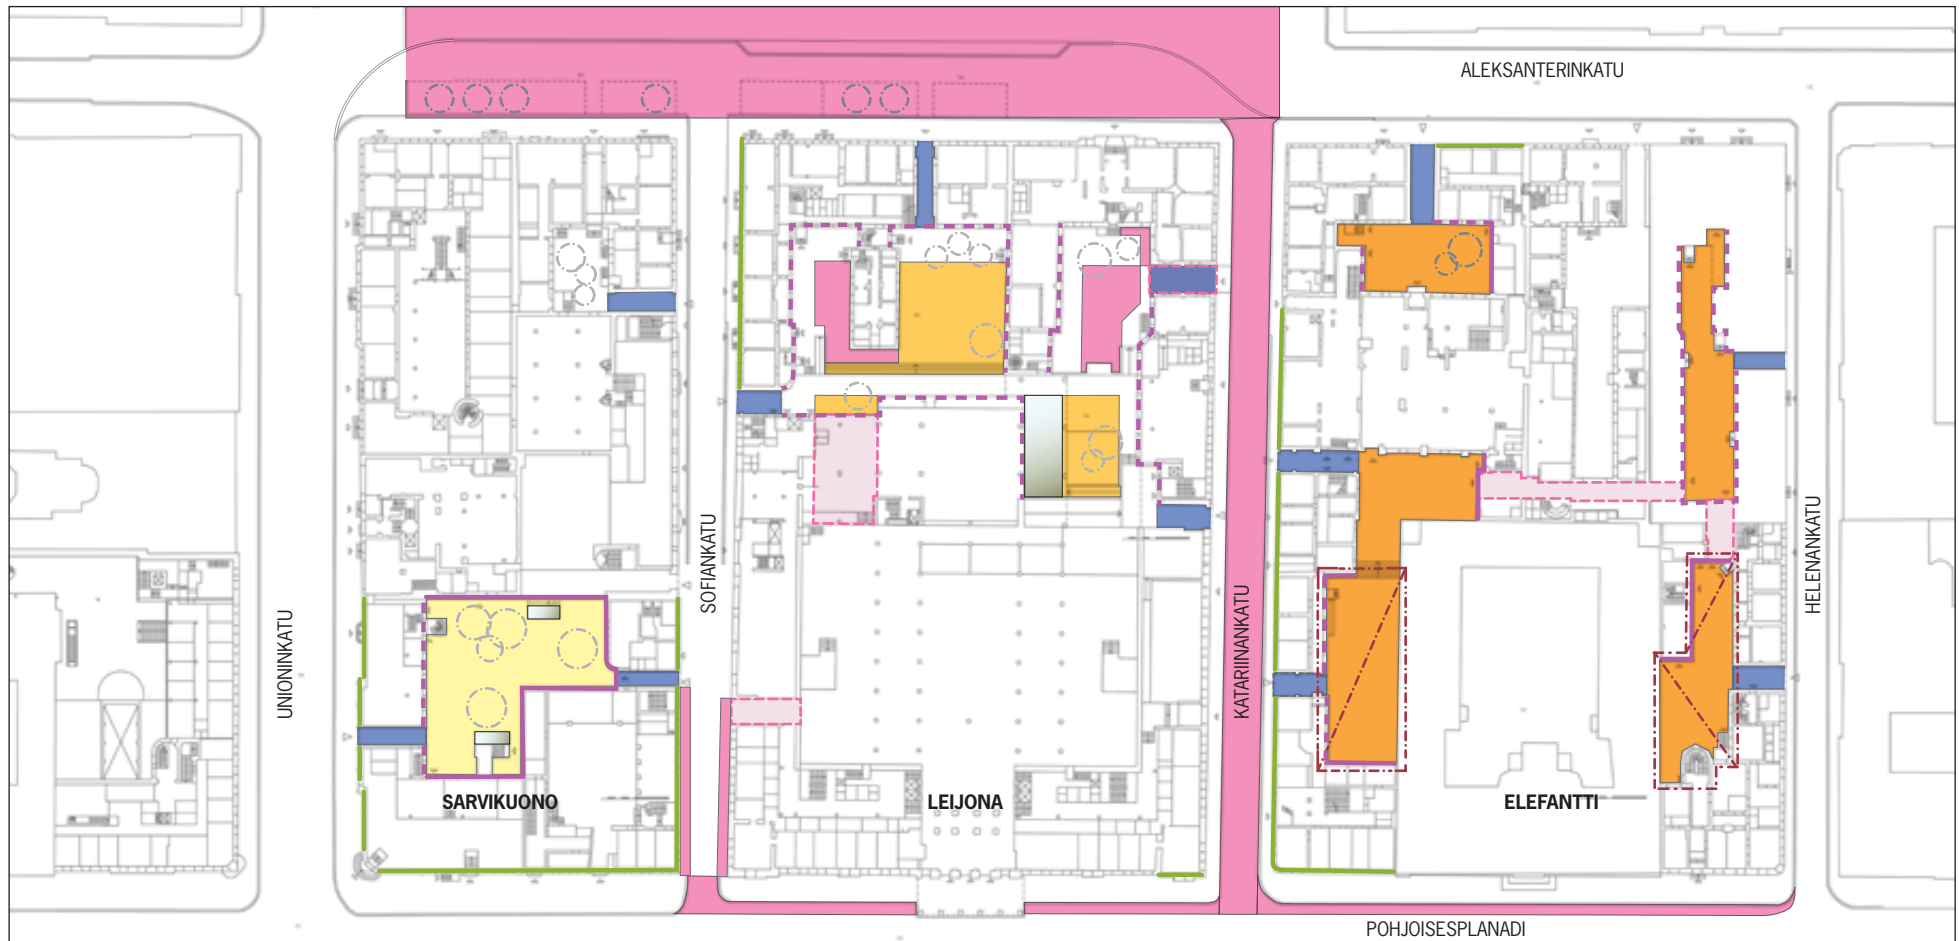 ALEKSANTERINKATU
UNIONINKATU
SOFIANKATU
KATARIINANKATU
HELENANKATU
SARVIKUONO
LEIJONA
ELEFANTTI
POHJOISESPLANADI